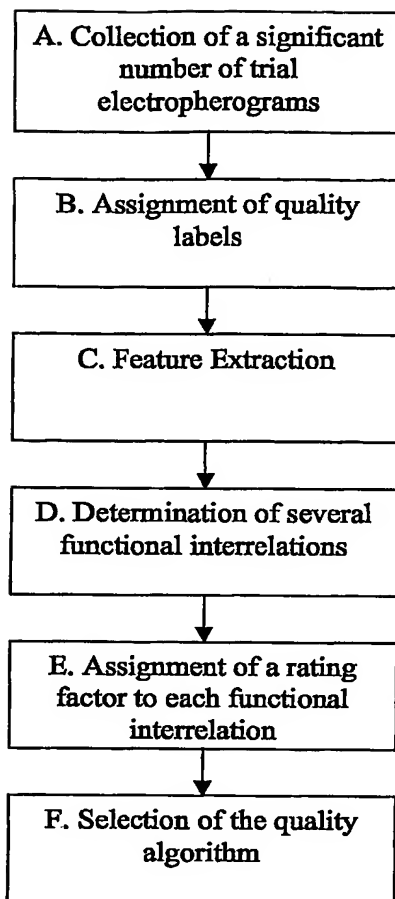 A. Collection of a significant
number of trial
electropherograms
B. Assignment of quality
labels
C. Feature Extraction
D. Determination of several
functional interrelations
E. Assignment of a rating
factor to each functional
interrelation
F. Selection of the quality
algorithm